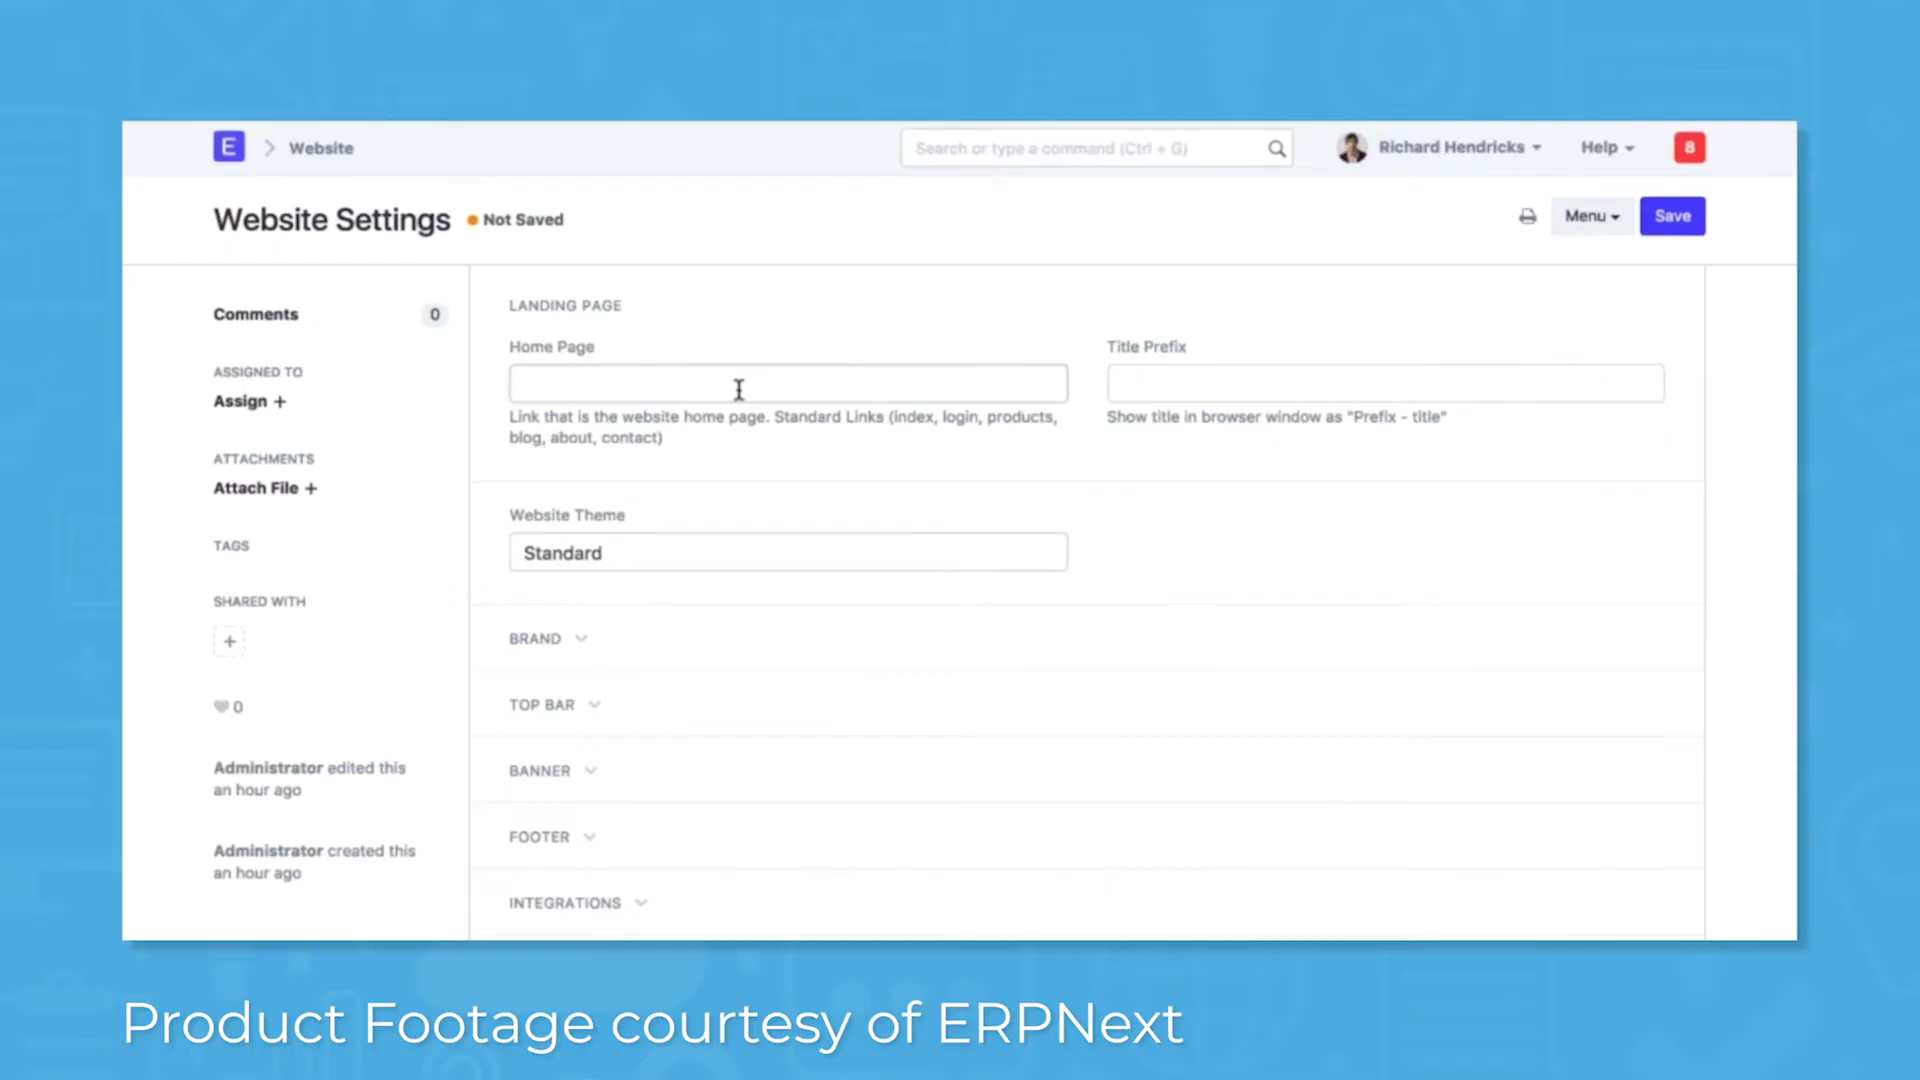 E
Website
Search or type a command (Ctrl + G)
Richard Hendricks
Help
8
Website Settings
Not Saved
Menu
Save
Comments
0
ASSIGNED TO
Assign +
ATTACHMENTS
Attach File +
TAGS
SHARED WITH
+
0
Administrator edited this
an hour ago
Administrator created this
an hour ago
LANDING PAGE
Home Page
Link that is the website home page. Standard Links (index, login, products,
blog, about, contact)
Title Prefix
Show title in browser window as "Prefix - title"
Website Theme
Standard
BRAND
TOP BAR
BANNER
FOOTER
INTEGRATIONS
Product Footage courtesy of ERPNext